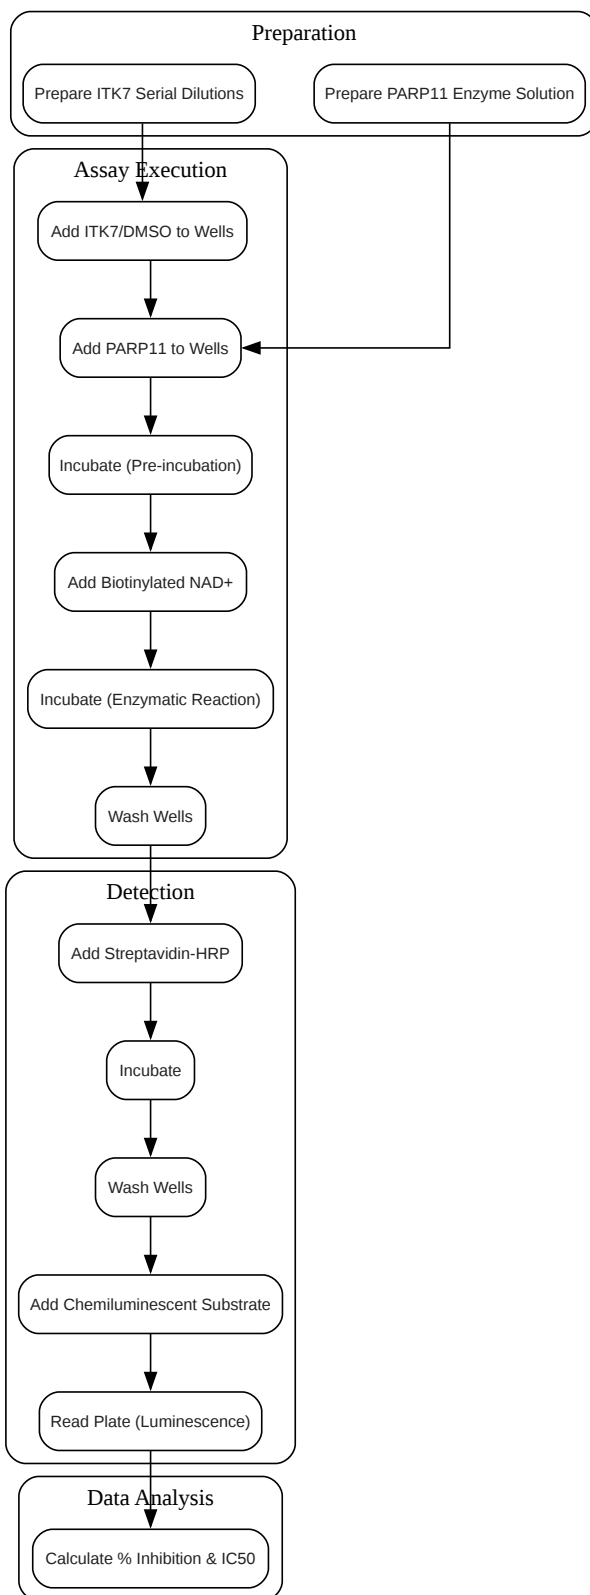 Preparation
Prepare ITK7 Serial Dilutions
Prepare PARP11 Enzyme Solution
Assay Execution
Add ITK7/DMSO to Wells
Add PARP11 to Wells
Incubate (Pre-incubation)
Add Biotinylated NAD+
Incubate (Enzymatic Reaction)
Wash Wells
Detection
Add Streptavidin-HRP
Incubate
Wash Wells
Add Chemiluminescent Substrate
Read Plate (Luminescence)
Data Analysis
Calculate % Inhibition & IC50